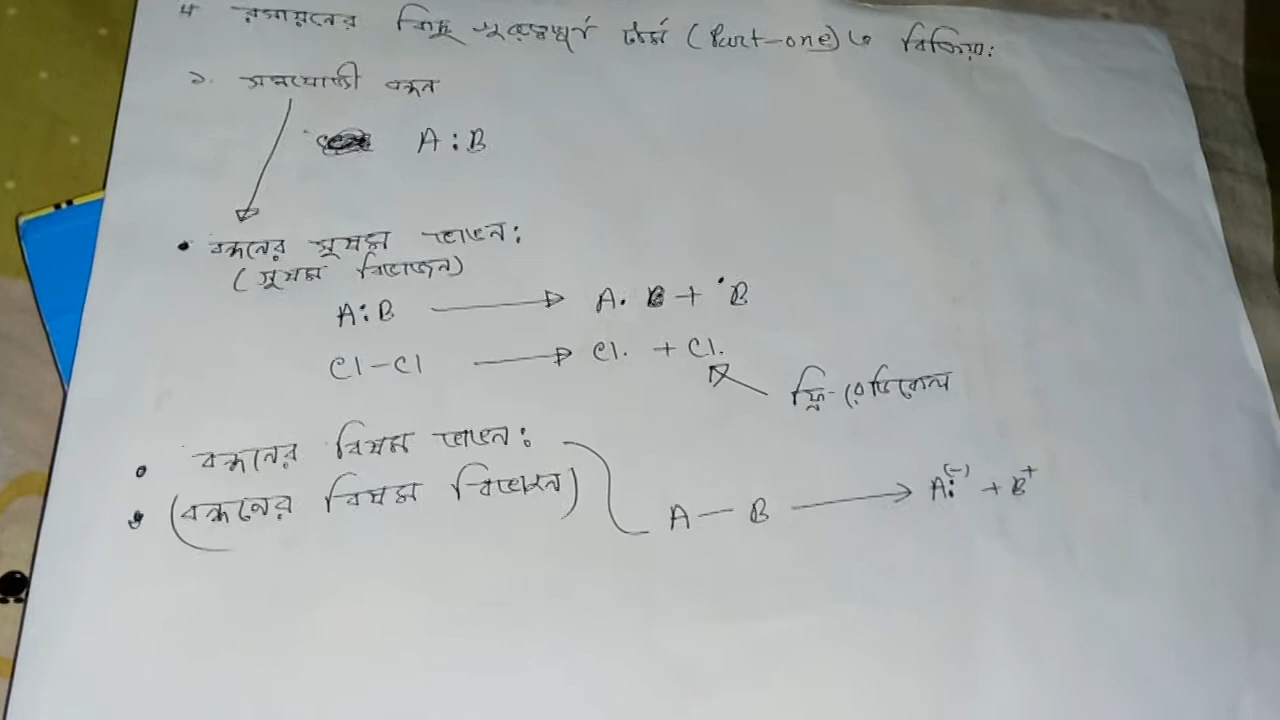 # রসায়নের কিছু গুরুত্বপূর্ণ টার্ম (Part-one) ও বিক্রিয়া:
১. সমযোজী বন্ধন
A:B
• বন্ধনের সুষম ভাঙন:
(সুষম বিভাজন)
A:B → A. + .B
Cl-Cl → Cl. + Cl.
ফ্রি-রেডিকেল
• বন্ধনের বিষম ভাঙন:
(বন্ধনের বিষম বিভাজন)
A — B → A:(-) + B+